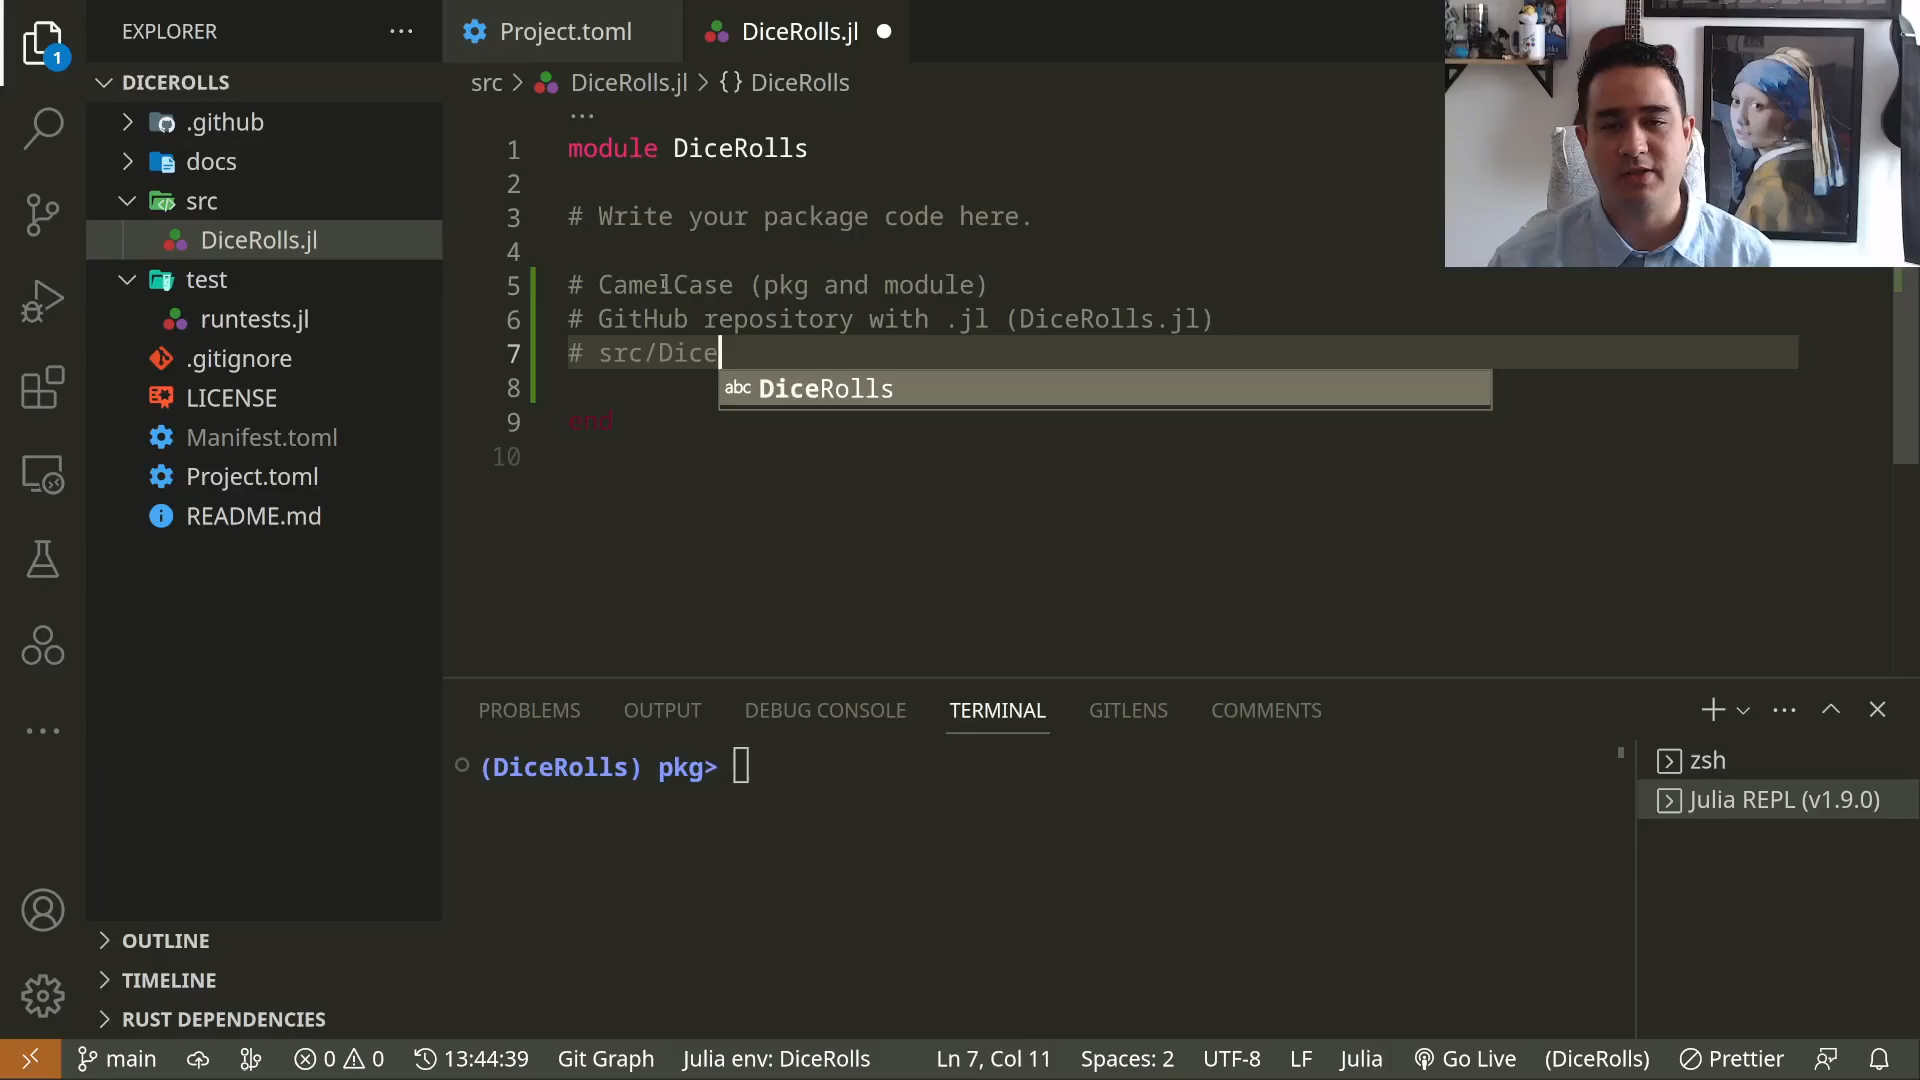 EXPLORER
Project.toml
DiceRolls.jl
1
DICEROLLS
.github
docs
src
DiceRolls.jl
test
runtests.jl
.gitignore
LICENSE
Manifest.toml
Project.toml
README.md
OUTLINE
TIMELINE
RUST DEPENDENCIES
src > DiceRolls.jl > {} DiceRolls
1 module DiceRolls
2
3 # Write your package code here.
4
5 # CamelCase (pkg and module)
6 # GitHub repository with .jl (DiceRolls.jl)
7 # src/Dice
abc DiceRolls
8
9 end
10
PROBLEMS OUTPUT DEBUG CONSOLE TERMINAL GITLENS COMMENTS
(DiceRolls) pkg>
zsh
Julia REPL (v1.9.0)
main 0 0 13:44:39 Git Graph Julia env: DiceRolls Ln 7, Col 11 Spaces: 2 UTF-8 LF Julia Go Live (DiceRolls) Prettier